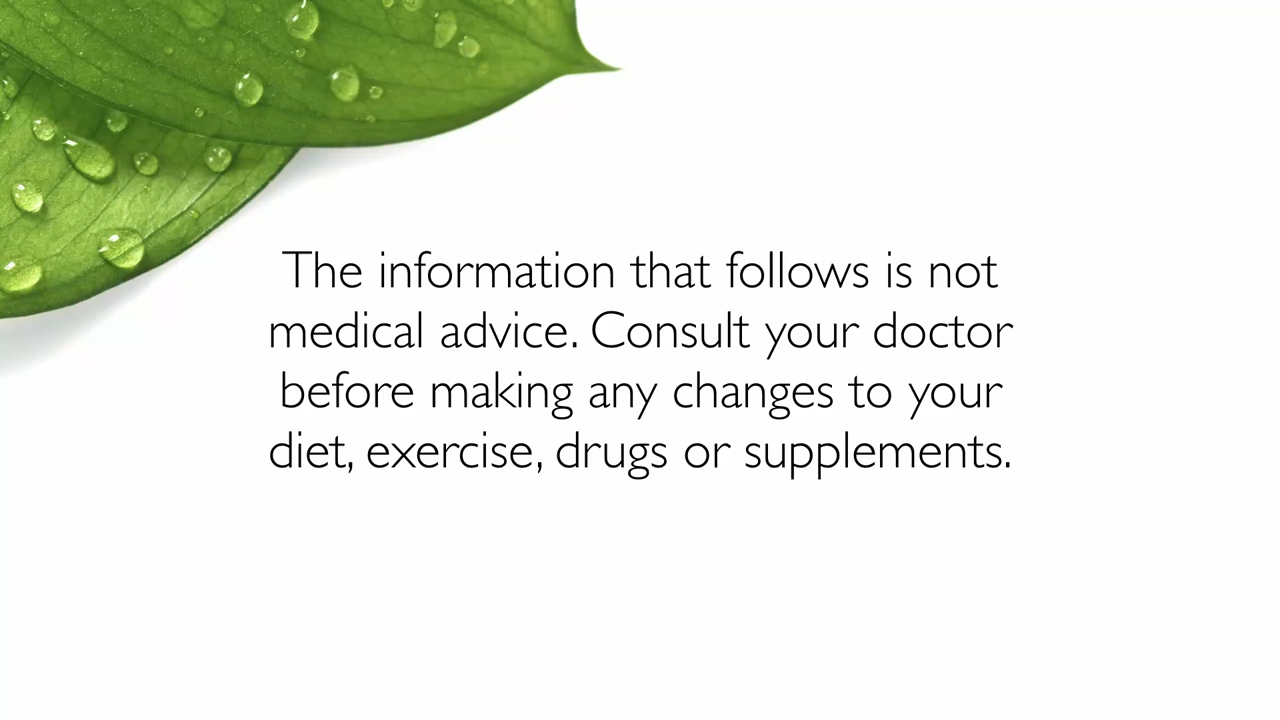 The information that follows is not
medical advice. Consult your doctor
before making any changes to your
diet, exercise, drugs or supplements.